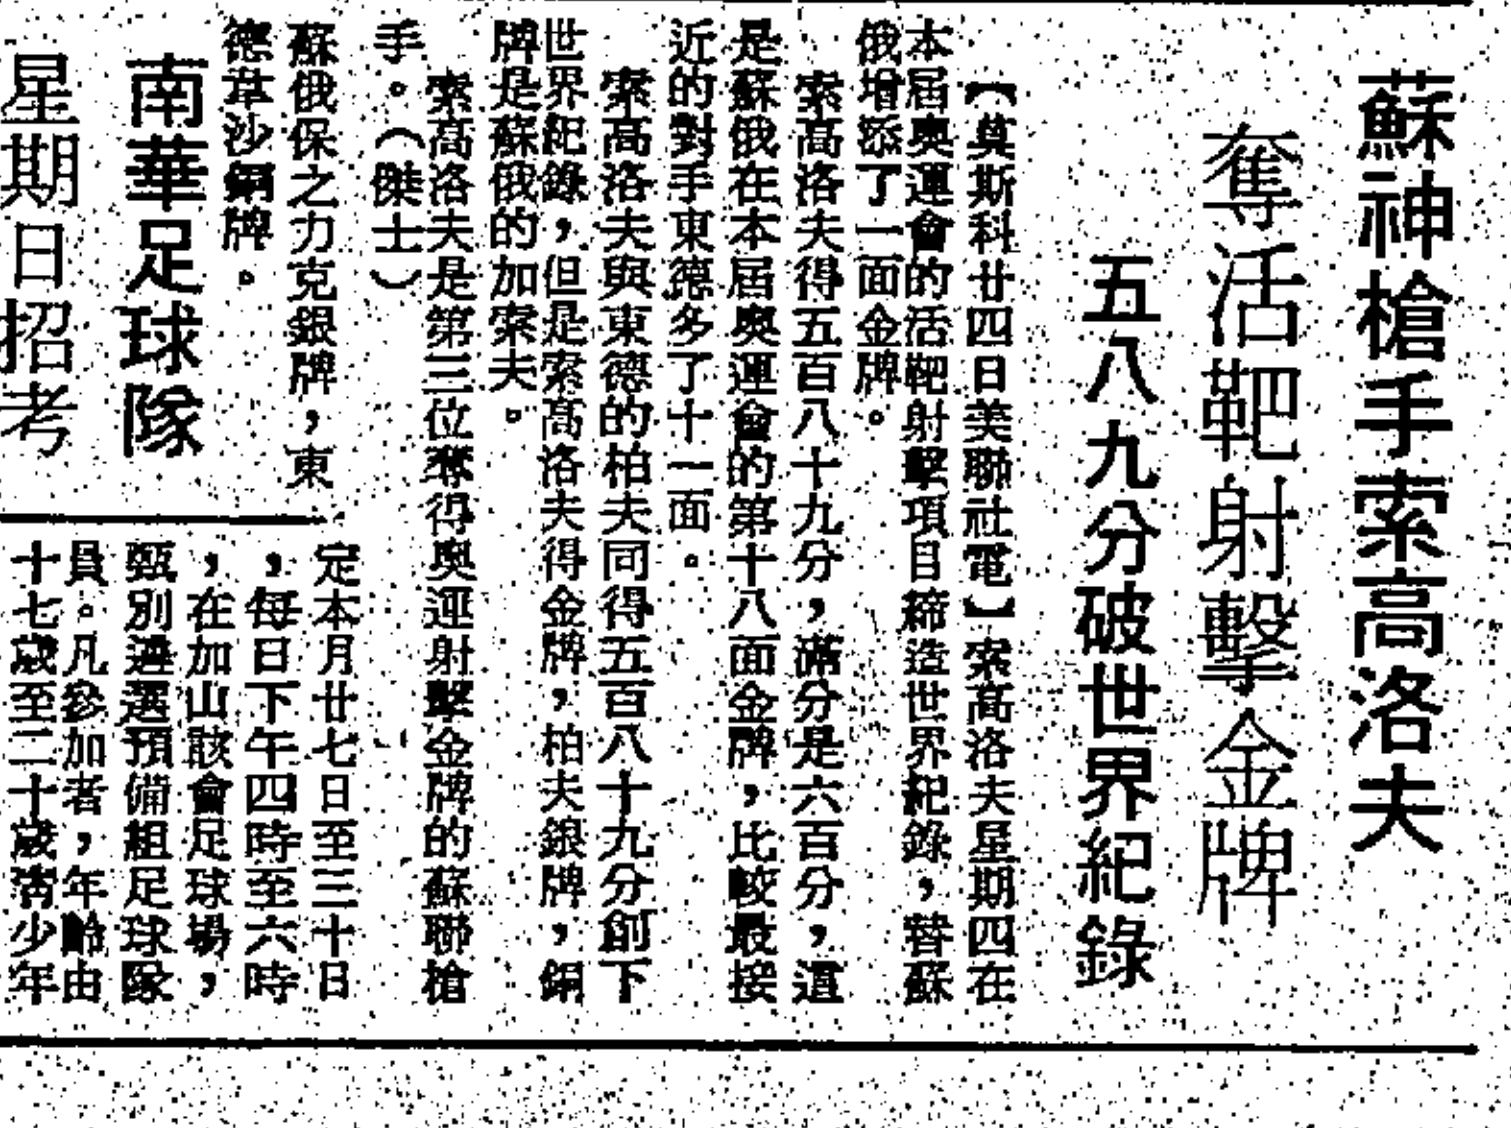 蘇神槍手索高洛夫
奪活靶射擊金牌
五八九分破世界紀錄
【莫斯科廿四日美聯社電】索高洛夫星期四在
本屆奧運會的活靶射擊項目締造世界紀錄，替蘇
俄增添了一面金牌。
索高洛夫得五百八十九分，滿分是六百分，這
是蘇俄在本屆奧運會的第十八面金牌，比較最接
近的對手東德多了十一面。
索高洛夫與東德的柏夫同得五百八十九分創下
世界紀錄，但是索高洛夫得金牌，柏夫銀牌，銅
牌是蘇俄的加索夫。
索高洛夫是第三位奪得奧運射擊金牌的蘇聯槍
手。（傑士）
蘇俄保之力克銀牌，東
德韋沙銅牌。
南華足球隊
星期日招考
定本月廿七日至三十日
，每日下午四時至六時
，在加山該會足球場，
甄別遴選預備組足球隊
員。凡參加者，年齡由
十七歲至二十歲青少年